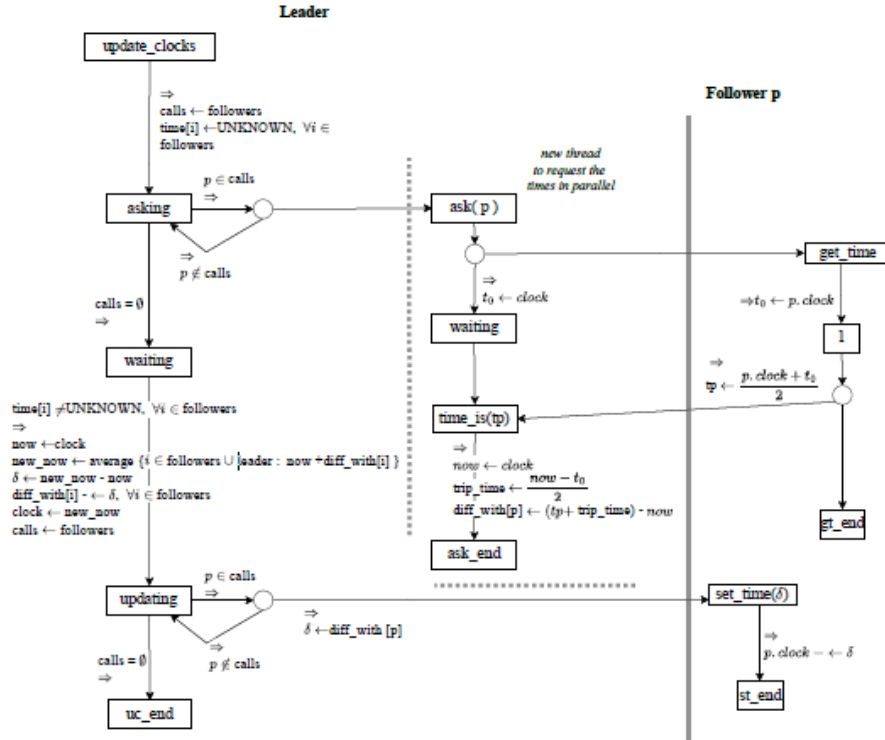 Leader
update_clocks
⇒
calls ← followers
time[i] ←UNKNOWN, ∀i ∈
followers
Follower p
new thread
to request the
times in parallel
p ∈ calls
⇒
asking
ask( p )
⇒
p ∉ calls
get_time
⇒
t₀ ← clock
calls = ∅
⇒
⇒t₀ ← p.clock
waiting
waiting
1
⇒
tp ← (p.clock + t₀) / 2
time[i] ≠UNKNOWN, ∀i ∈ followers
⇒
now ←clock
new_now ← average {i ∈ followers ∪ leader : now +diff_with[i] }
δ ← new_now - now
diff_with[i] - ← δ, ∀i ∈ followers
clock ← new_now
calls ← followers
time_is(tp)
⇒
now ← clock
trip_time ← (now − t₀) / 2
diff_with[p] ← (tp+ trip_time) - now
gt_end
ask_end
p ∈ calls
⇒
updating
set_time(δ)
⇒
δ ←diff_with [p]
⇒
p ∉ calls
calls = ∅
⇒
⇒
p.clock − ← δ
uc_end
st_end